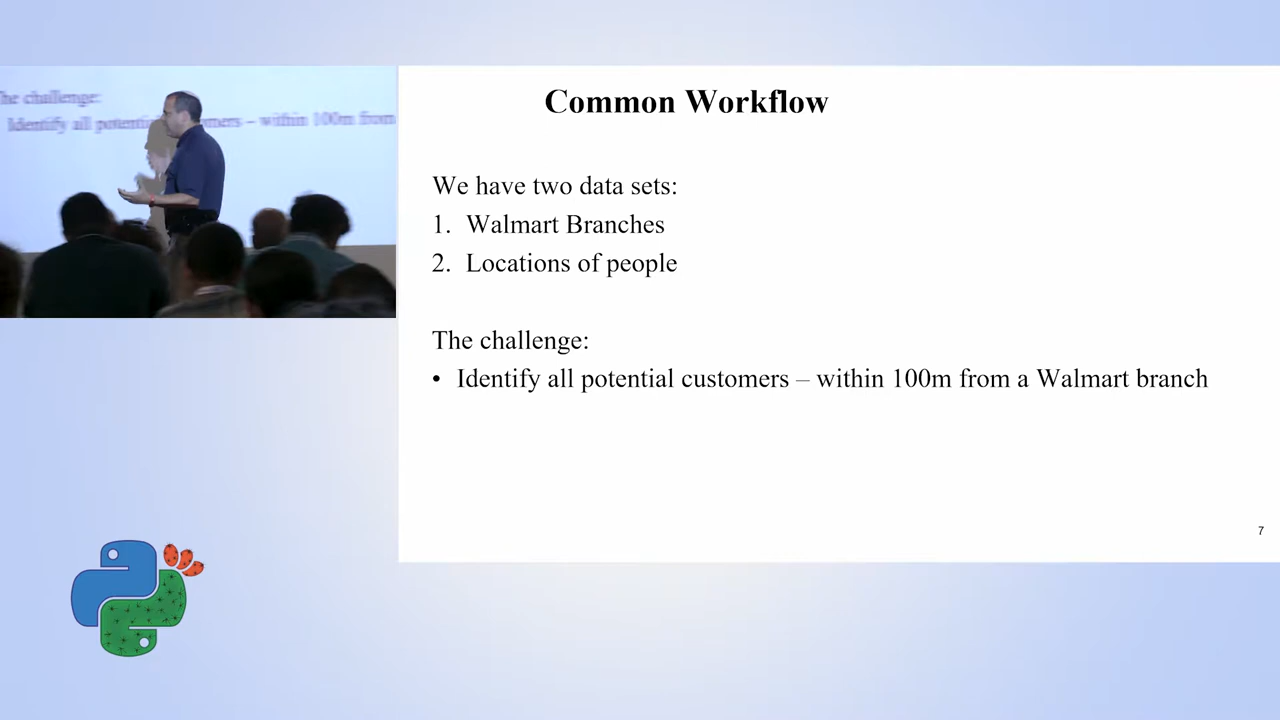 The challenge:
Identify all potential customers – within 100m from
Common Workflow
We have two data sets:
1. Walmart Branches
2. Locations of people
The challenge:
• Identify all potential customers – within 100m from a Walmart branch
7